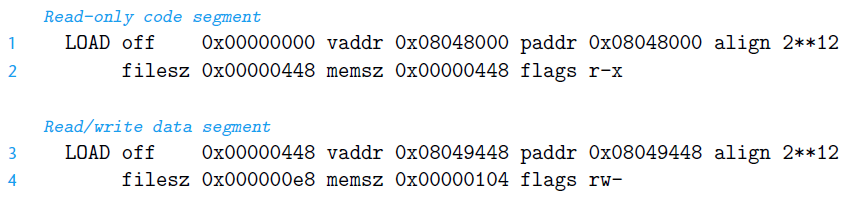 Read-only code segment
1 LOAD off 0x00000000 vaddr 0x08048000 paddr 0x08048000 align 2**12
2 filesz 0x00000448 memsz 0x00000448 flags r-x
Read/write data segment
3 LOAD off 0x00000448 vaddr 0x08049448 paddr 0x08049448 align 2**12
4 filesz 0x000000e8 memsz 0x00000104 flags rw-